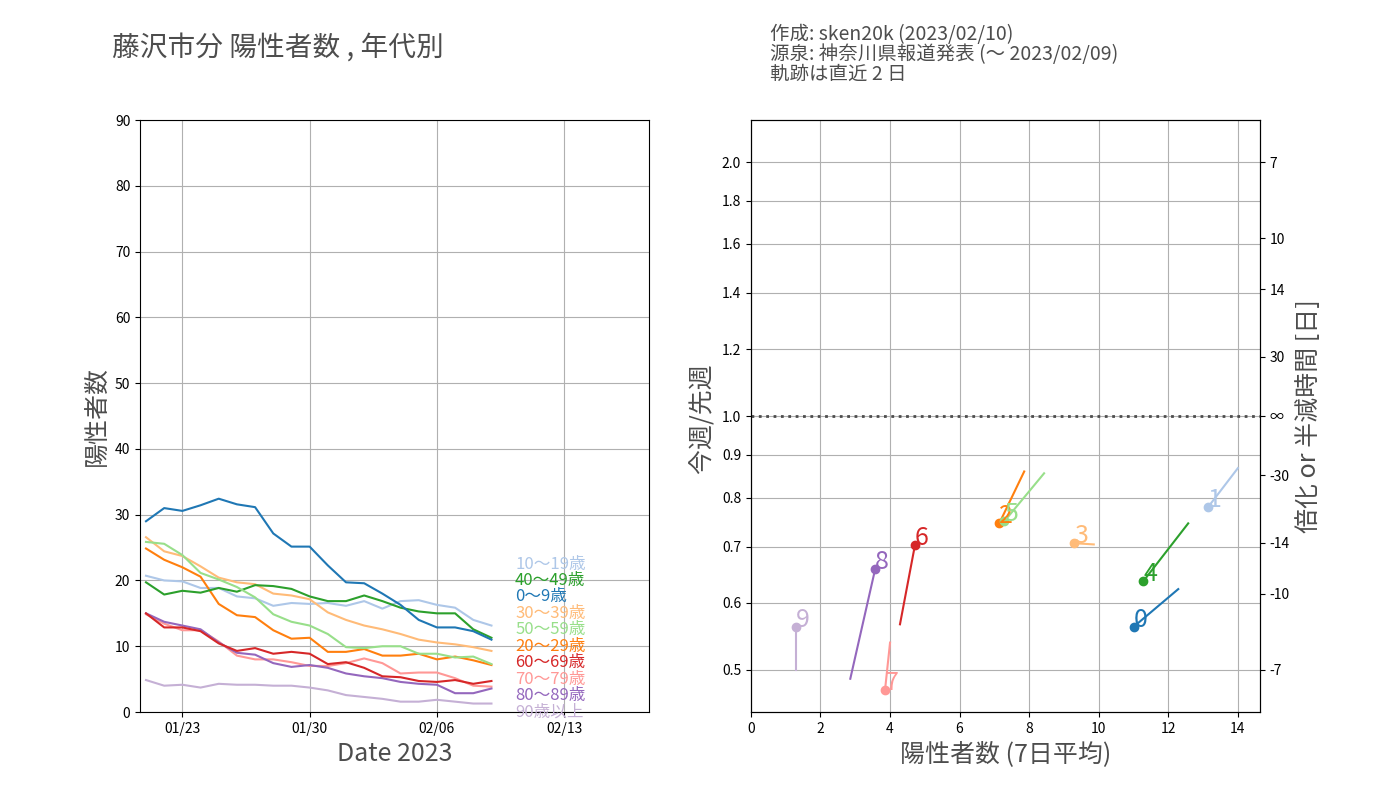 藤沢市分 陽性者数 , 年代別
作成: sken20k (2023/02/10)
源泉: 神奈川県報道発表 (〜 2023/02/09)
軌跡は直近 2 日
陽性者数
90
80
70
60
50
40
30
20
10
0
01/23
01/30
02/06
02/13
Date 2023
10〜19歳
40〜49歳
0〜9歳
30〜39歳
50〜59歳
20〜29歳
60〜69歳
70〜79歳
80〜89歳
90歳以上
今週/先週
2.0
1.8
1.6
1.4
1.2
1.0
0.9
0.8
0.7
0.6
0.5
0
2
4
6
8
10
12
14
陽性者数 (7日平均)
7
10
14
30
∞
-30
-14
-10
-7
倍化 or 半減時間 [日]
1
2
5
3
6
8
4
9
0
7